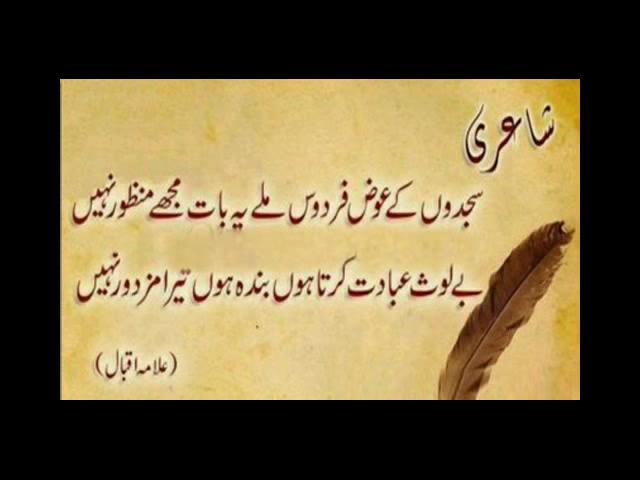 شاعری
سجدوں کے عوض فردوس ملے یہ بات مجھے منظور نہیں
بے لوث عبادت کرتا ہوں بندہ ہوں تیرا مزدور نہیں
(علامہ اقبال)